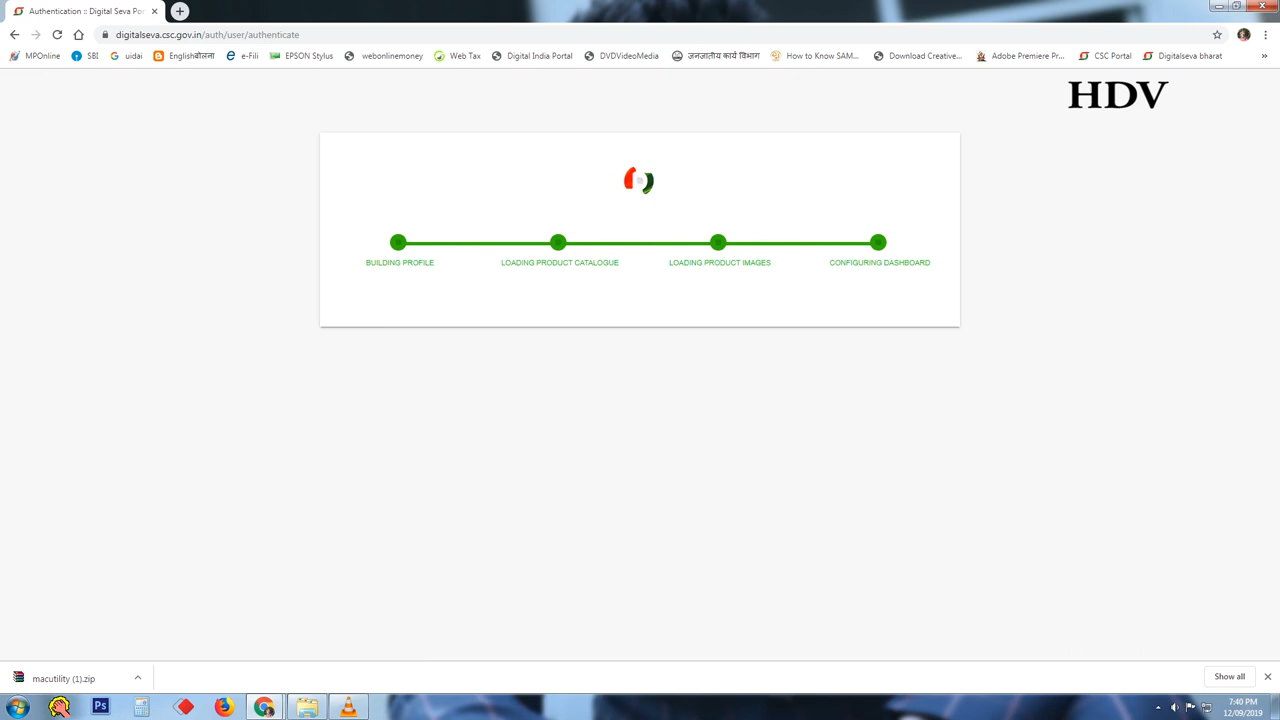 Authentication :: Digital Seva Por
digitalseva.csc.gov.in/auth/user/authenticate
MPOnline SBI uidai Englishबोलना e-Fili EPSON Stylus webonlinemoney Web Tax Digital India Portal DVDVideoMedia जनजातीय कार्य विभाग How to Know SAM... Download Creative... Adobe Premiere Pr... CSC Portal Digitalseva bharat
HDV
BUILDING PROFILE LOADING PRODUCT CATALOGUE LOADING PRODUCT IMAGES CONFIGURING DASHBOARD
macutility (1).zip Show all
Ps
7:40 PM
12/09/2019